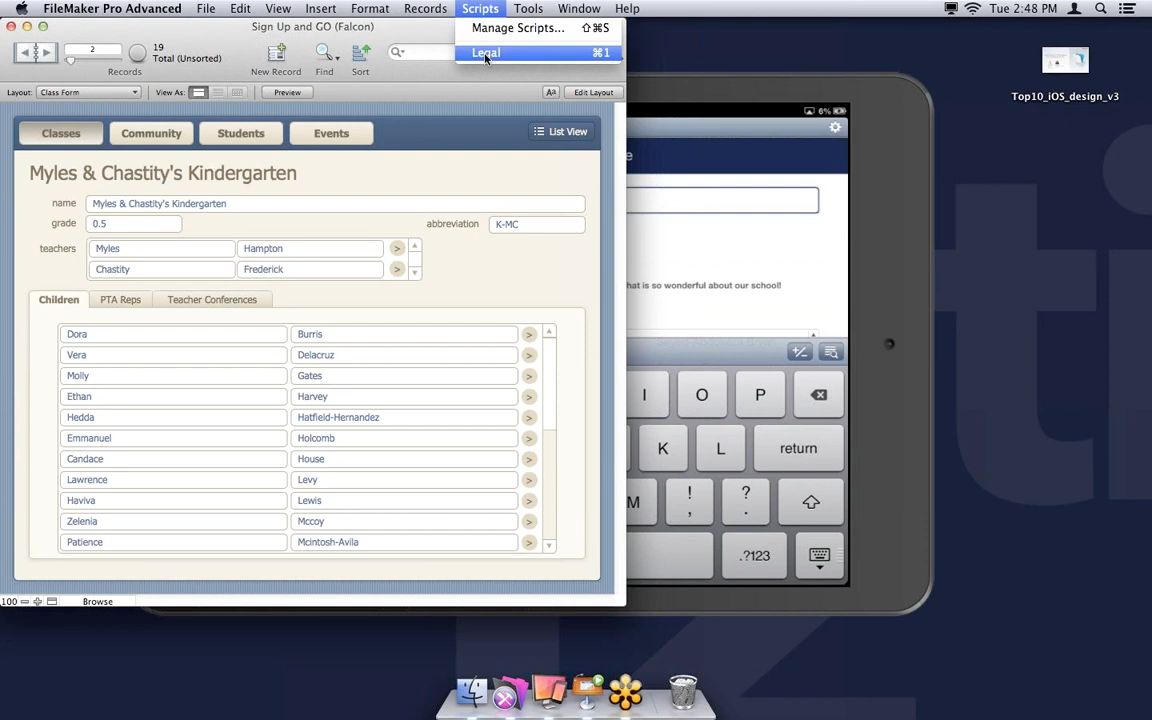 FileMaker Pro Advanced File Edit View Insert Format Records Scripts Tools Window Help Tue 2:48 PM
Sign Up and GO (Falcon)
Manage Scripts... ⇧⌘S
Legal ⌘1
2
19
Total (Unsorted)
Records
New Record
Find
Sort
Layout: Class Form
View As:
Preview
Aa
Edit Layout
Top10_iOS_design_v3
6%
Classes
Community
Students
Events
List View
e
Myles & Chastity's Kindergarten
name
Myles & Chastity's Kindergarten
grade
0.5
abbreviation
K-MC
teachers
Myles Hampton >
Chastity Frederick >
hat is so wonderful about our school!
Children
PTA Reps
Teacher Conferences
Dora Burris >
Vera Delacruz >
Molly Gates >
Ethan Harvey >
Hedda Hatfield-Hernandez >
Emmanuel Holcomb >
Candace House >
Lawrence Levy >
Haviva Lewis >
Zelenia Mccoy >
Patience Mcintosh-Avila >
+/-
I O P
K L return
M ! , ? .
.?123
100
Browse
ti
iz